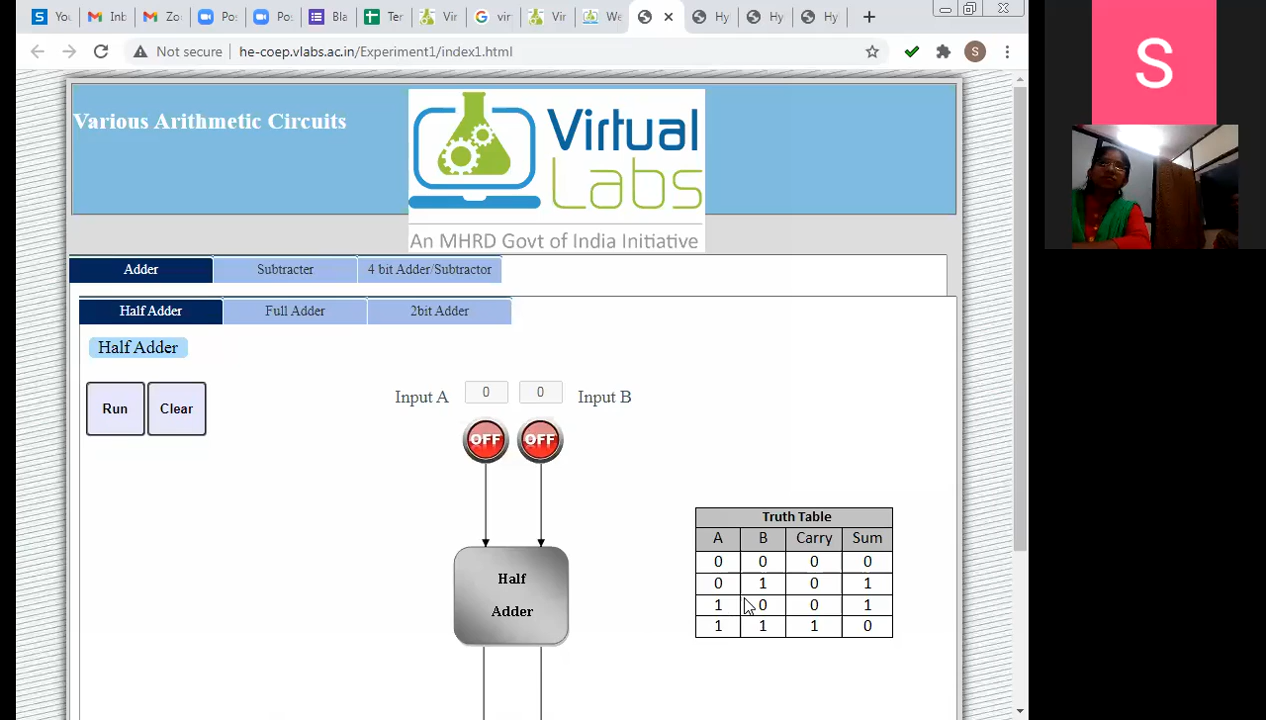 Yo
Inb
Zo
Po
Po
Bla
Ter
Vir
virt
Vir
We
Hy
Hy
Hy
Not secure
he-coep.vlabs.ac.in/Experiment1/index1.html
S
S
Various Arithmetic Circuits
Virtual
Labs
An MHRD Govt of India Initiative
Adder Subtracter 4 bit Adder/Subtractor
Half Adder Full Adder 2bit Adder
Half Adder
Run Clear
Input A 0 0 Input B
OFF OFF
Half
Adder
Truth Table
A B Carry Sum
0 0 0 0
0 1 0 1
1 0 0 1
1 1 1 0